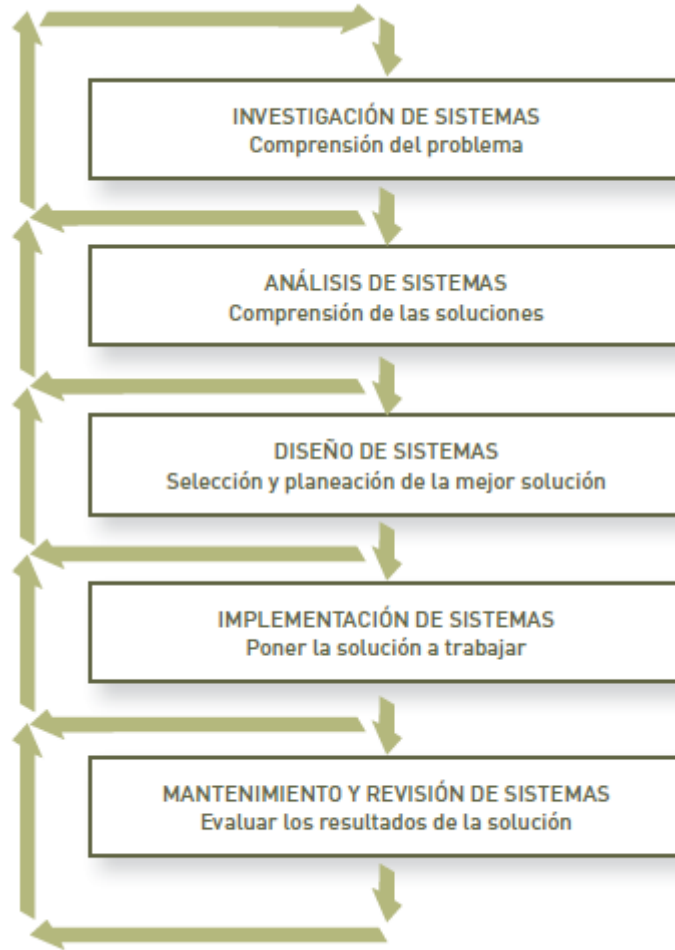 INVESTIGACIÓN DE SISTEMAS
Comprensión del problema
ANÁLISIS DE SISTEMAS
Comprensión de las soluciones
DISEÑO DE SISTEMAS
Selección y planeación de la mejor solución
IMPLEMENTACIÓN DE SISTEMAS
Poner la solución a trabajar
MANTENIMIENTO Y REVISIÓN DE SISTEMAS
Evaluar los resultados de la solución